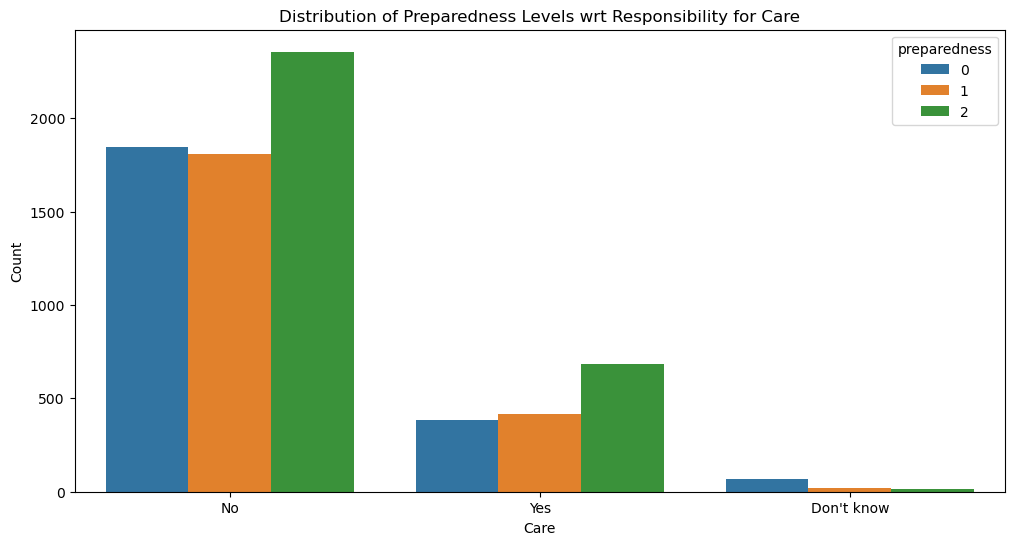 Distribution of Preparedness Levels wrt Responsibility for Care
preparedness
0
1
2
Count
2000
1500
1000
500
0
No
Yes
Don't know
Care